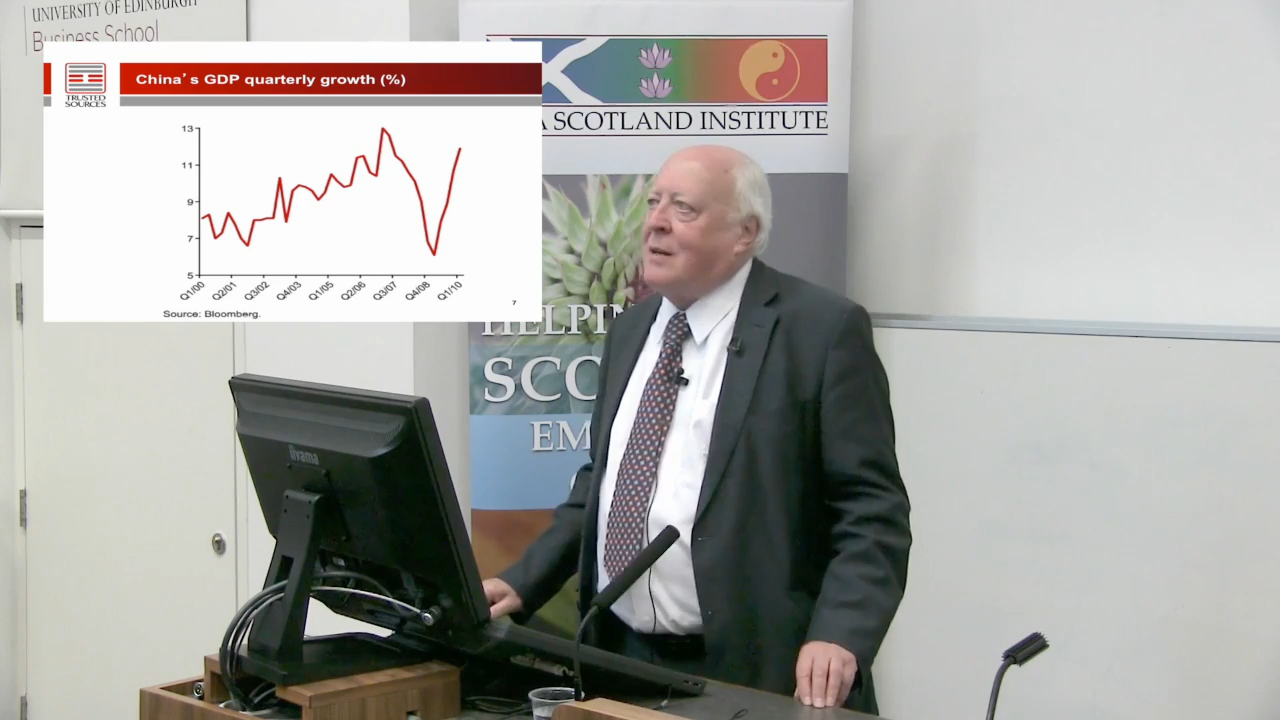 UNIVERSITY OF EDINBURGH
Business School
TRUSTED
SOURCES
China's GDP quarterly growth (%)
13
11
9
7
5
Q1/00
Q2/01
Q3/02
Q4/03
Q1/05
Q2/06
Q3/07
Q4/08
Q1/10
7
Source: Bloomberg.
A SCOTLAND INSTITUTE
HELPIN
SCO
EM
iiyama